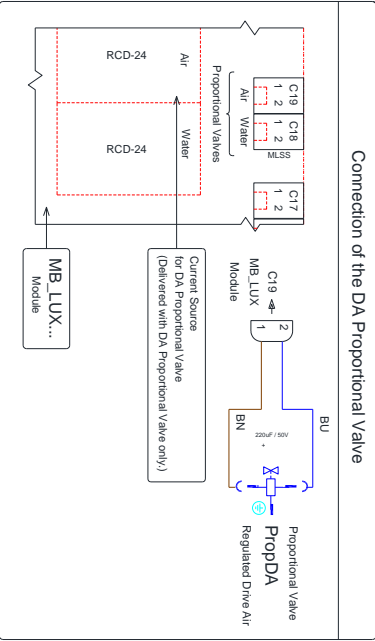 Connection of the DA Proportional Valve
C19
1 2
C18
1 2
MLSS
C17
1 2
Air
Water
Proportional Valves
Air
Water
RCD-24
RCD-24
C19
MB_LUX
Module
2
1
BU
BN
220uF / 50V
+
Proportional Valve
PropDA
Regulated Drive Air
Current Source
for DA Proportional Valve
(Delivered with DA Proportional Valve only.)
MB_LUX...
Module